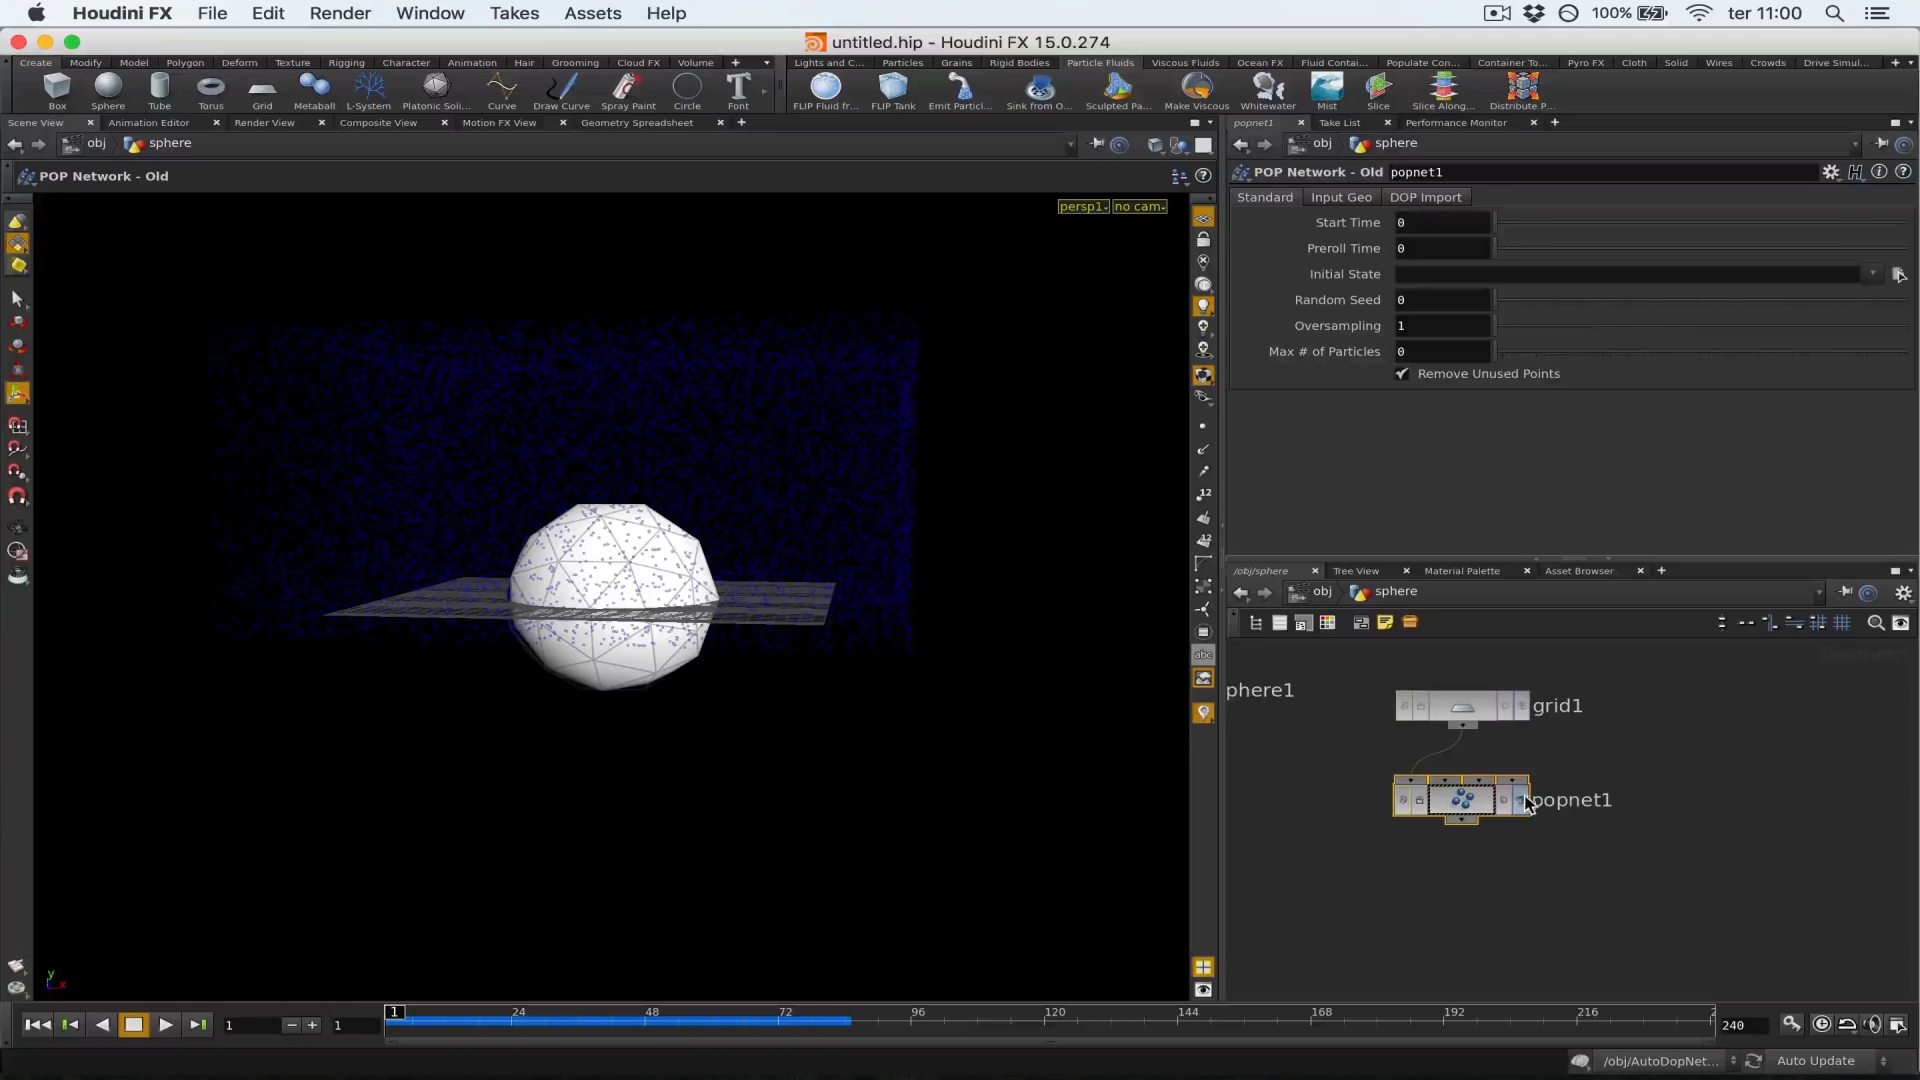 Houdini FX File Edit Render Window Takes Assets Help 100% ter 11:00
untitled.hip - Houdini FX 15.0.274
Create Modify Model Polygon Deform Texture Rigging Character Animation Hair Grooming Cloud FX Volume
Lights and C... Particles Grains Rigid Bodies Particle Fluids Viscous Fluids Ocean FX Fluid Contai... Populate Con... Container To... Pyro FX Cloth Solid Wires Crowds Drive Simul...
Box Sphere Tube Torus Grid Metaball L-System Platonic Soli... Curve Draw Curve Spray Paint Circle Font
FLIP Fluid fr... FLIP Tank Emit Particl... Sink from O... Sculpted Pa... Make Viscous Whitewater Mist Slice Slice Along... Distribute P...
Scene View Animation Editor Render View Composite View Motion FX View Geometry Spreadsheet
popnet1 Take List Performance Monitor
obj sphere
obj sphere
POP Network - Old
POP Network - Old popnet1
persp1 no cam
Standard Input Geo DOP Import
Start Time 0
Preroll Time 0
Initial State
Random Seed 0
Oversampling 1
Max # of Particles 0
Remove Unused Points
/obj/sphere Tree View Material Palette Asset Browser
obj sphere
phere1
grid1
popnet1
12
12
abc
y
x
1 24 48 72 96 120 144 168 192 216 2
1 1 240
/obj/AutoDopNet... Auto Update